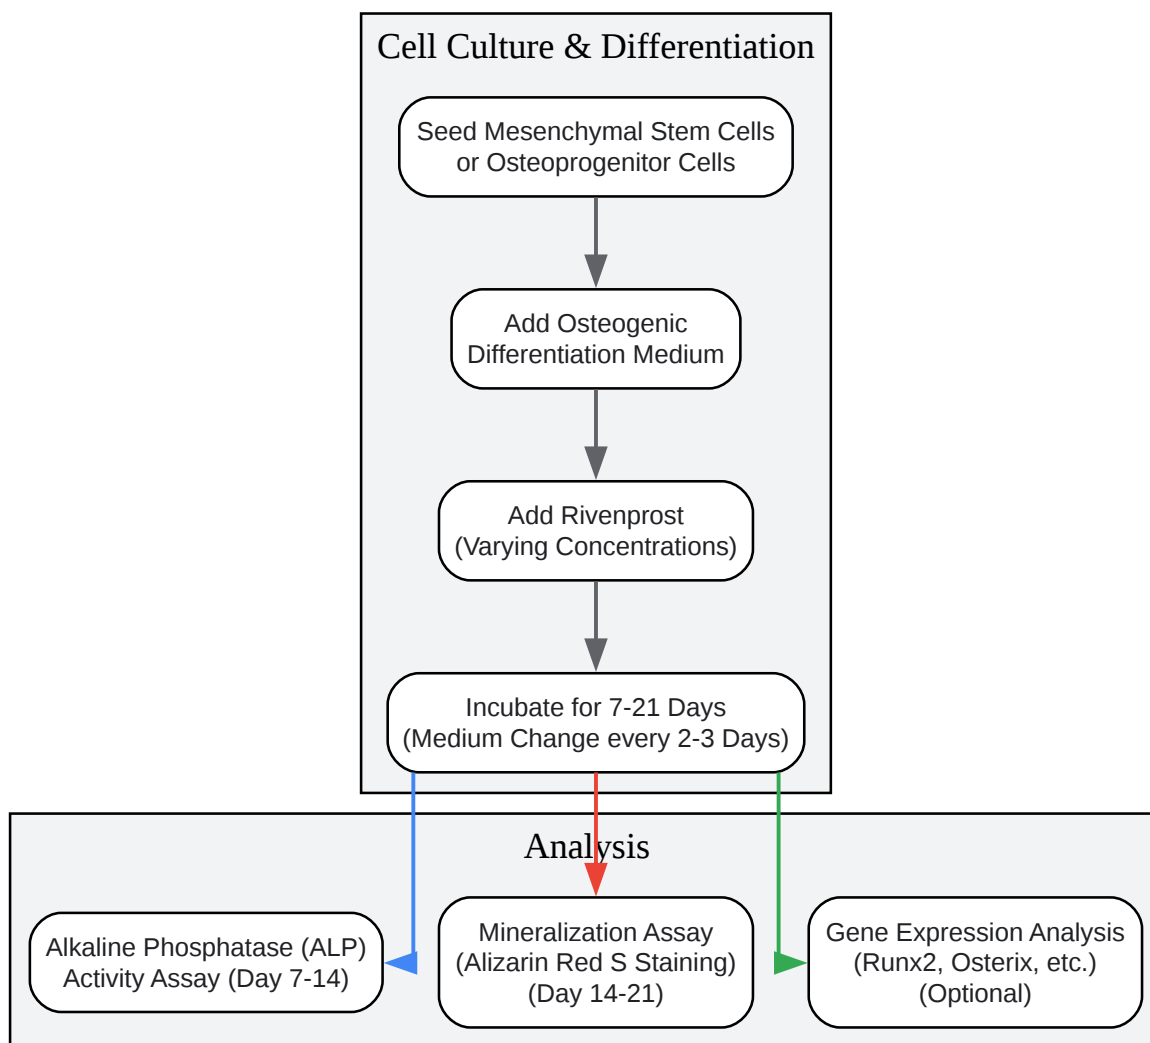 Cell Culture & Differentiation
Seed Mesenchymal Stem Cells
or Osteoprogenitor Cells
Add Osteogenic
Differentiation Medium
Add Rivenprost
(Varying Concentrations)
Incubate for 7-21 Days
(Medium Change every 2-3 Days)
Analysis
Alkaline Phosphatase (ALP)
Activity Assay (Day 7-14)
Mineralization Assay
(Alizarin Red S Staining)
(Day 14-21)
Gene Expression Analysis
(Runx2, Osterix, etc.)
(Optional)